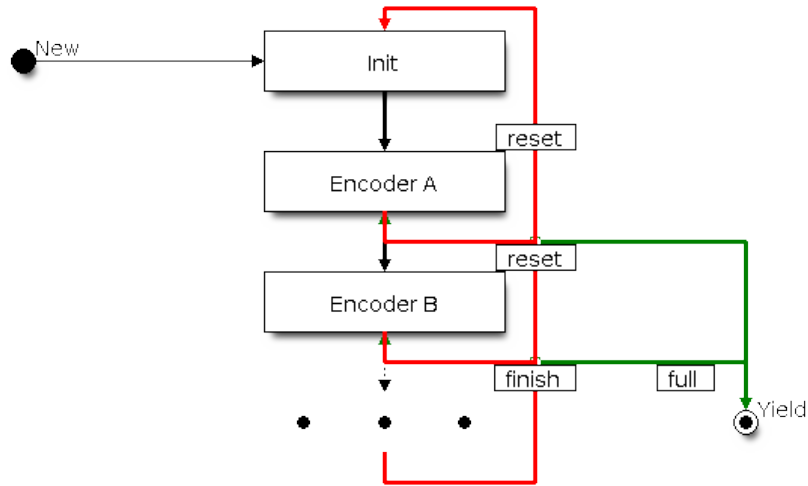 New
Init
reset
Encoder A
reset
Encoder B
finish
full
Yield